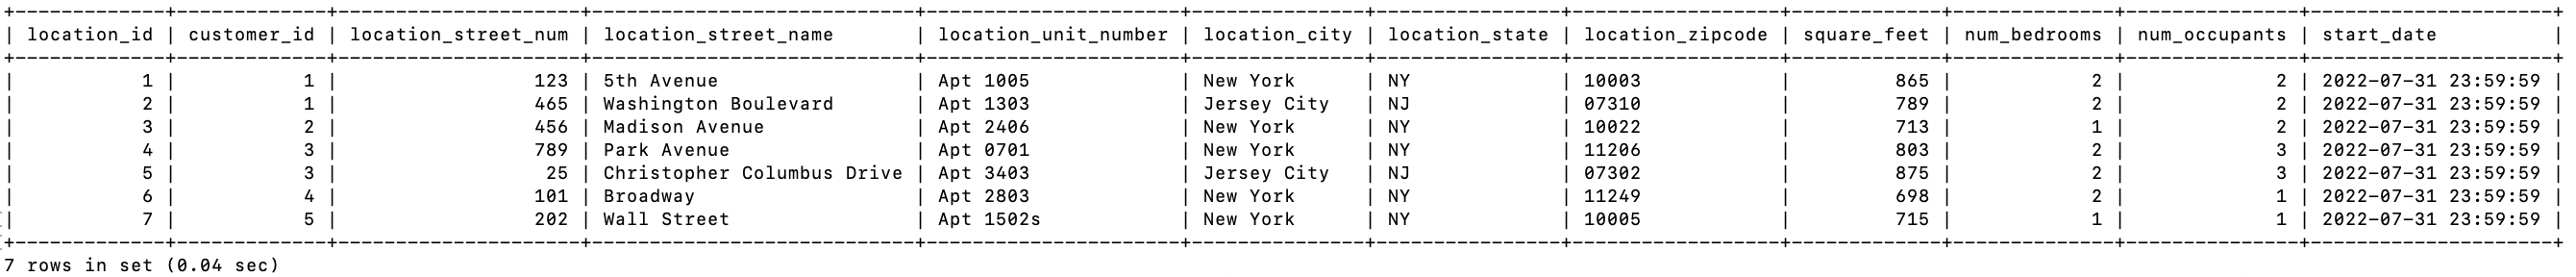 +-------------+-------------+---------------------+---------------------------+----------------------+---------------+----------------+------------------+-------------+--------------+---------------+---------------------+
| location_id | customer_id | location_street_num | location_street_name      | location_unit_number | location_city | location_state | location_zipcode | square_feet | num_bedrooms | num_occupants | start_date          |
+-------------+-------------+---------------------+---------------------------+----------------------+---------------+----------------+------------------+-------------+--------------+---------------+---------------------+
|           1 |           1 |                 123 | 5th Avenue                | Apt 1005             | New York      | NY             | 10003            |         865 |            2 |             2 | 2022-07-31 23:59:59 |
|           2 |           1 |                 465 | Washington Boulevard      | Apt 1303             | Jersey City   | NJ             | 07310            |         789 |            2 |             2 | 2022-07-31 23:59:59 |
|           3 |           2 |                 456 | Madison Avenue            | Apt 2406             | New York      | NY             | 10022            |         713 |            1 |             2 | 2022-07-31 23:59:59 |
|           4 |           3 |                 789 | Park Avenue               | Apt 0701             | New York      | NY             | 11206            |         803 |            2 |             3 | 2022-07-31 23:59:59 |
|           5 |           3 |                  25 | Christopher Columbus Drive | Apt 3403             | Jersey City   | NJ             | 07302            |         875 |            2 |             3 | 2022-07-31 23:59:59 |
|           6 |           4 |                 101 | Broadway                  | Apt 2803             | New York      | NY             | 11249            |         698 |            2 |             1 | 2022-07-31 23:59:59 |
|           7 |           5 |                 202 | Wall Street               | Apt 1502s            | New York      | NY             | 10005            |         715 |            1 |             1 | 2022-07-31 23:59:59 |
+-------------+-------------+---------------------+---------------------------+----------------------+---------------+----------------+------------------+-------------+--------------+---------------+---------------------+
7 rows in set (0.04 sec)